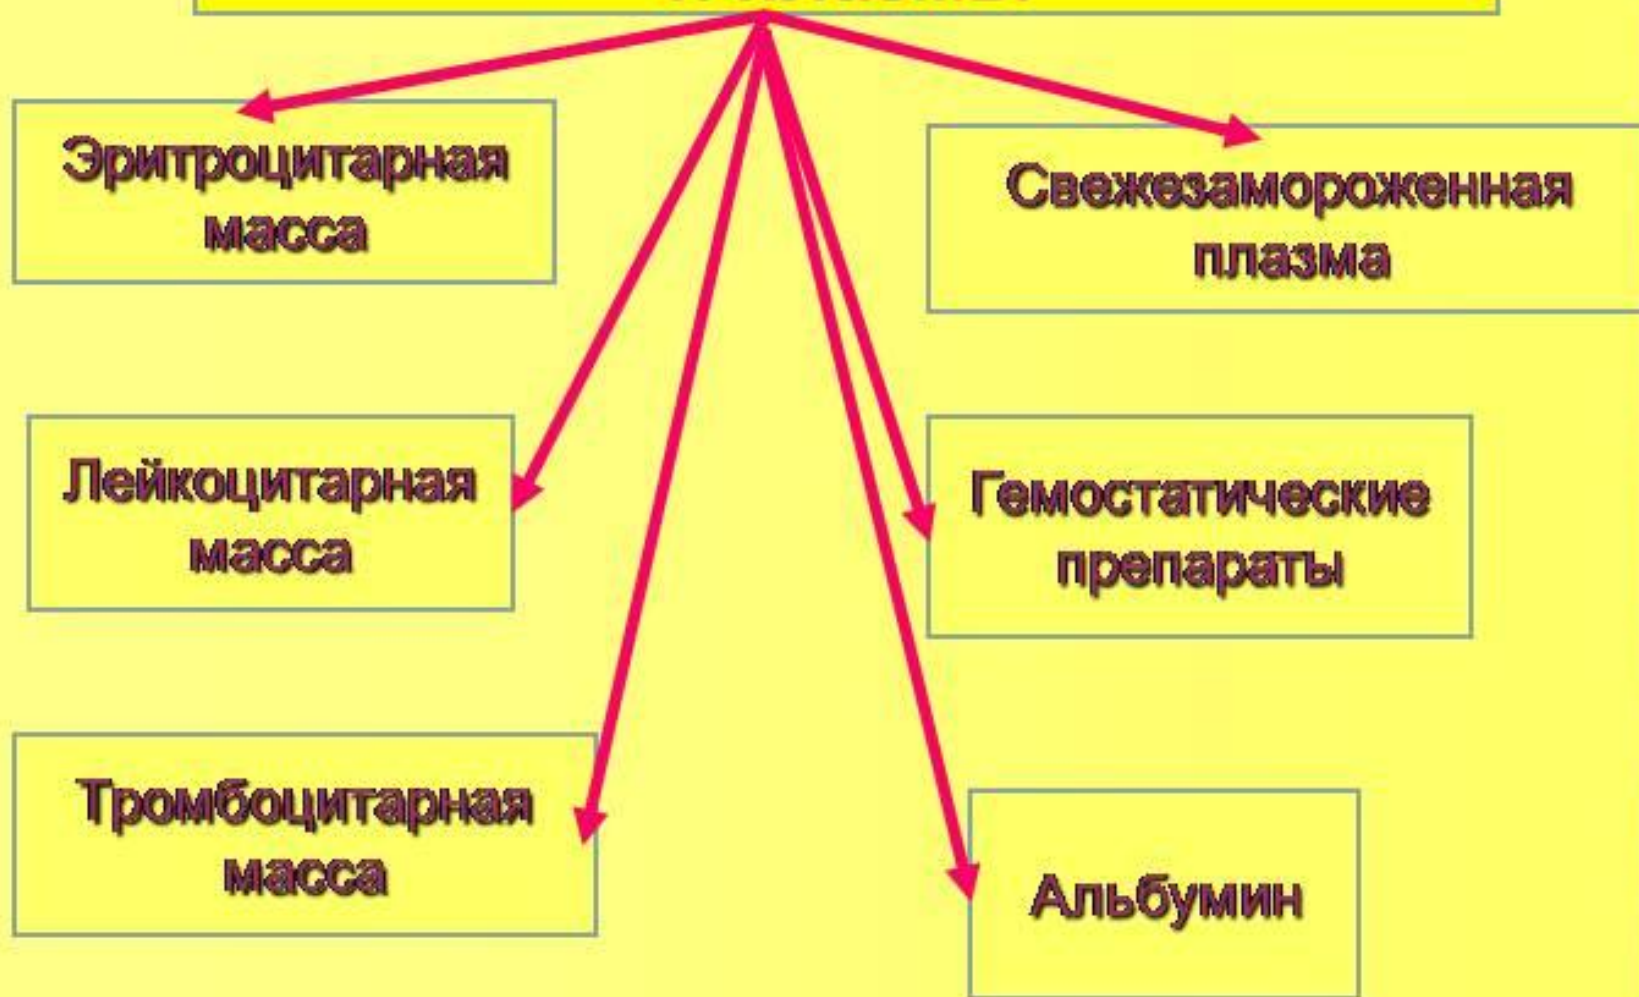 Эритроцитарная
масса
Свежезамороженная
плазма
Лейкоцитарная
масса
Гемостатические
препараты
Тромбоцитарная
масса
Альбумин